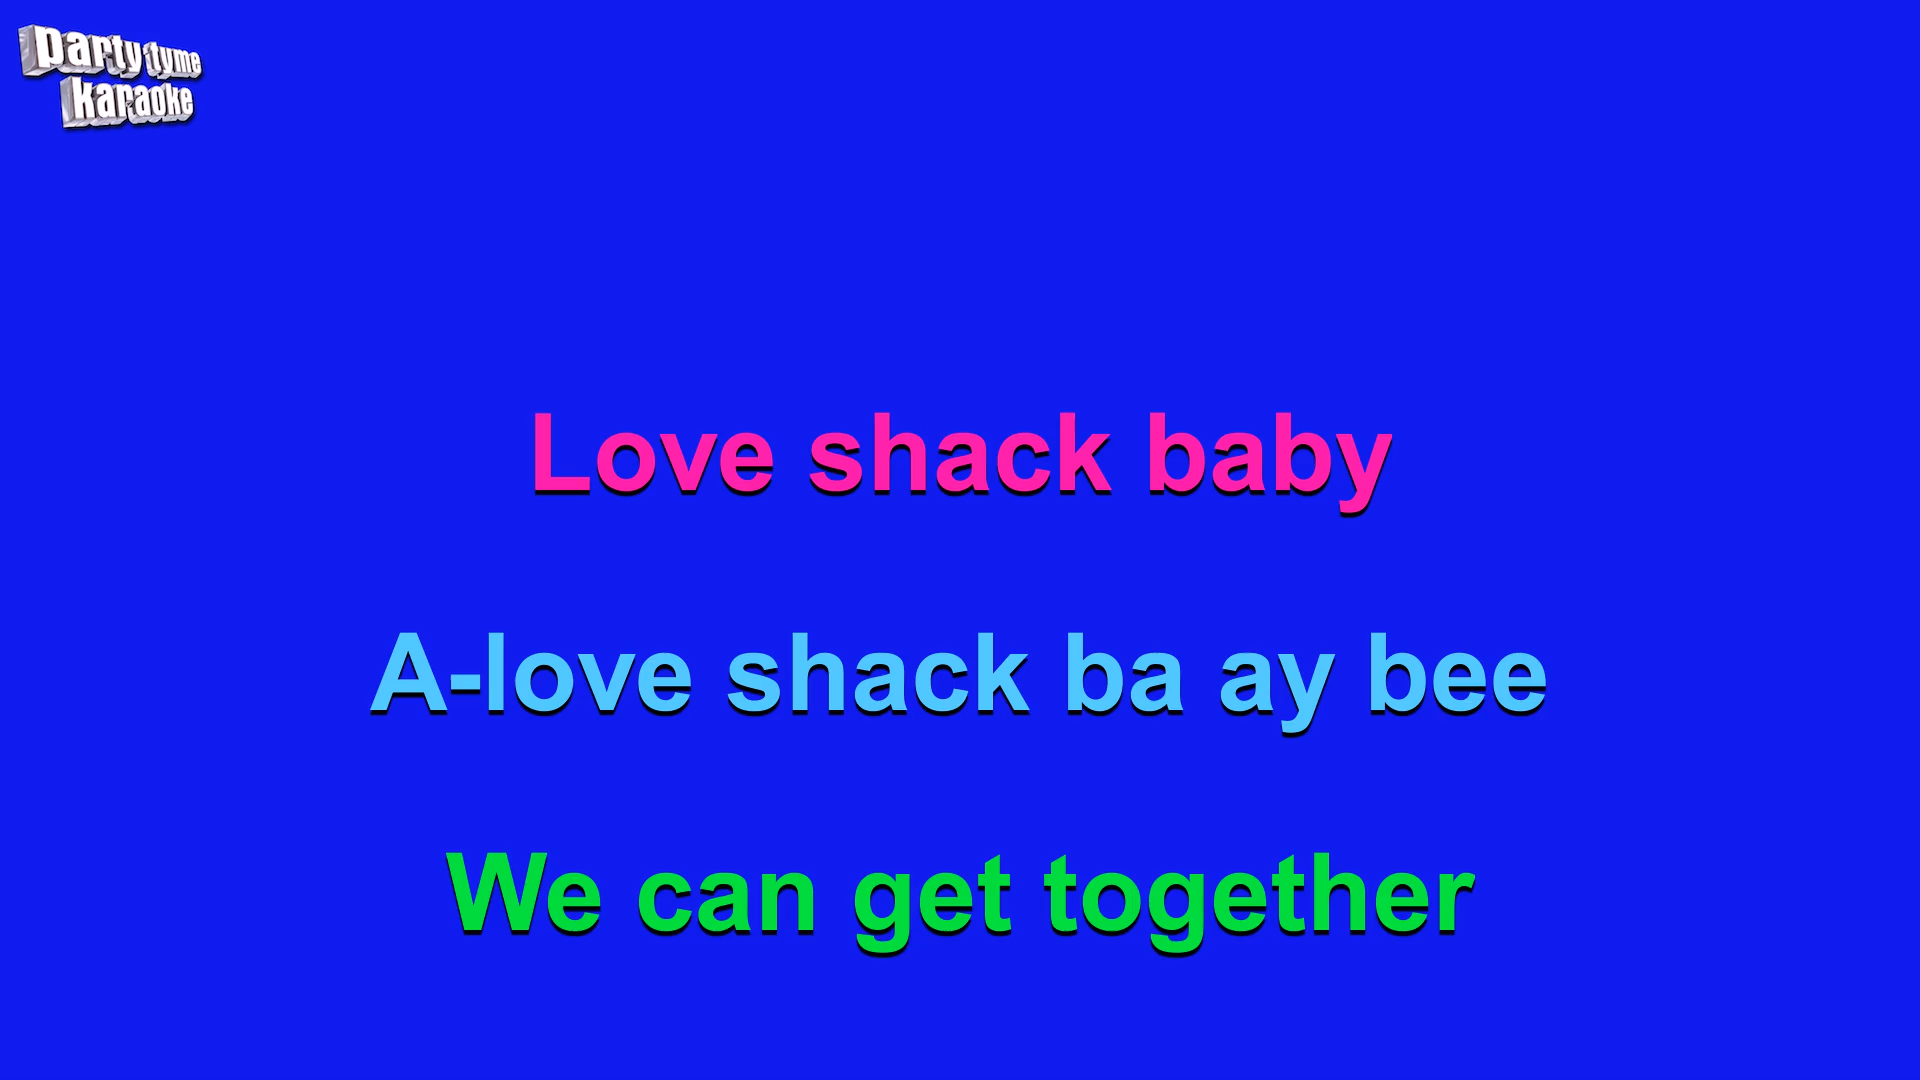 party tyme
karaoke
Love shack baby
A-love shack ba ay bee
We can get together